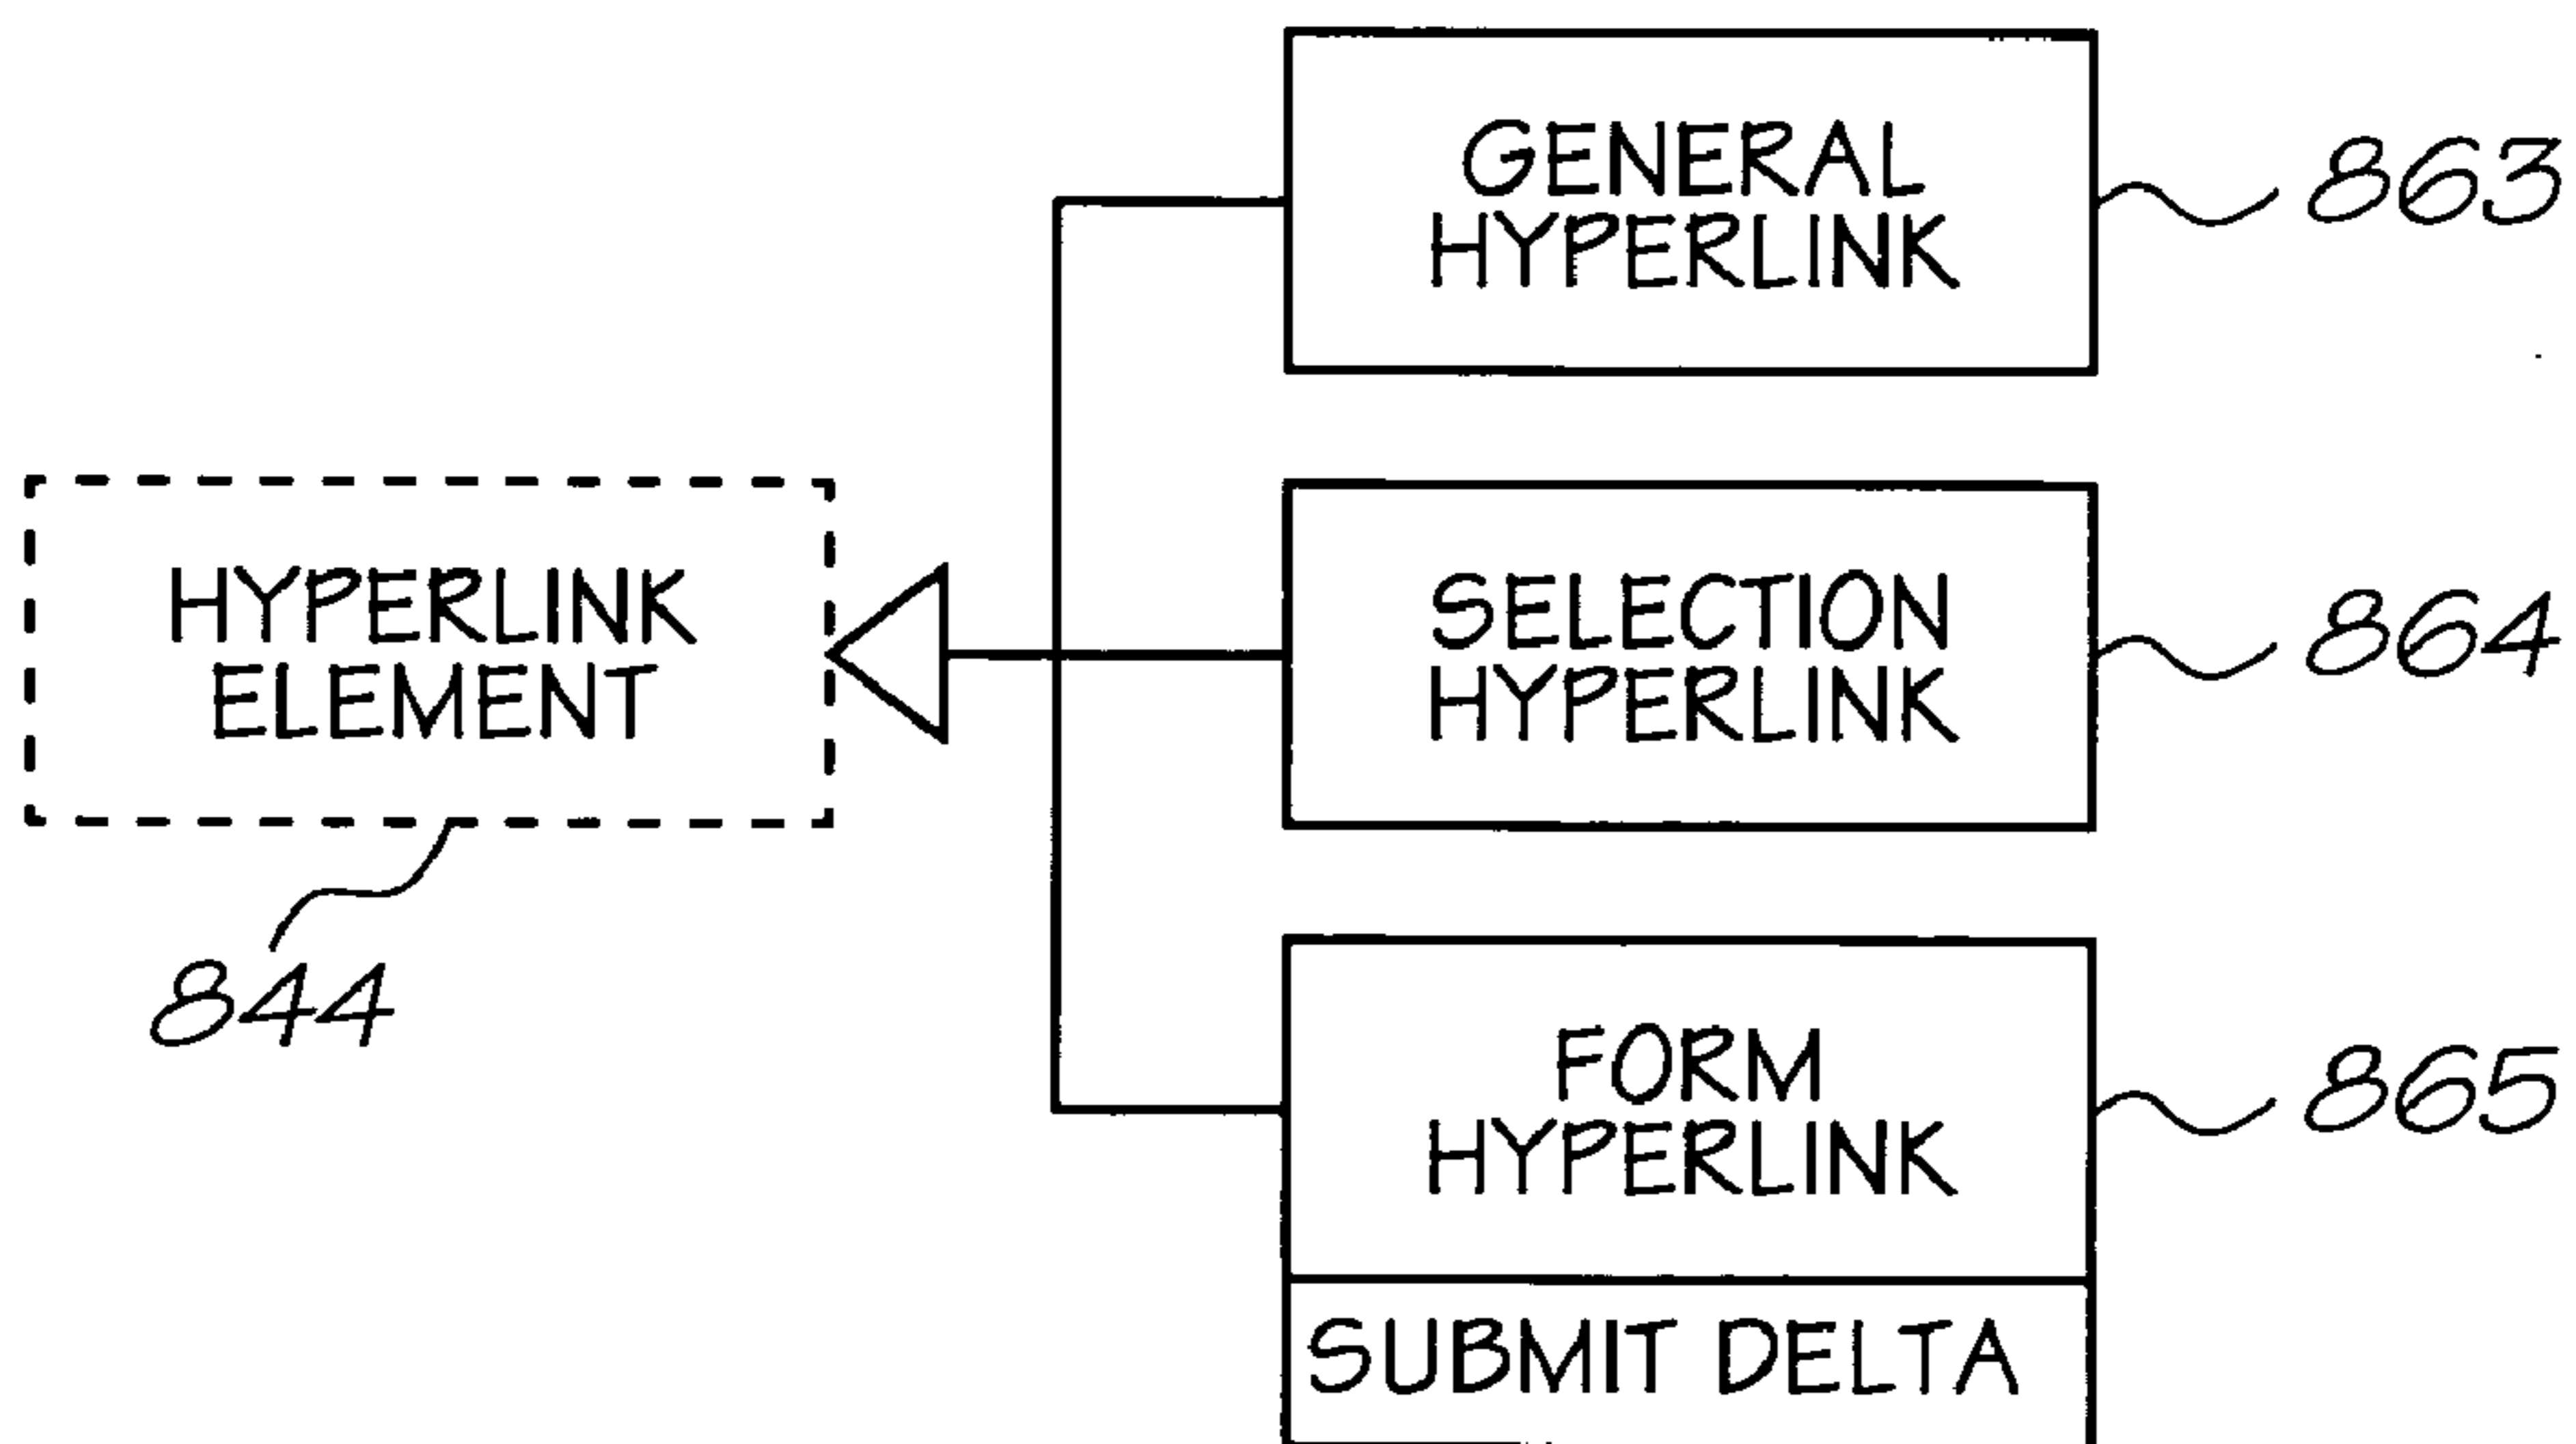 GENERAL
HYPERLINK
863
HYPERLINK
ELEMENT
844
SELECTION
HYPERLINK
864
FORM
HYPERLINK
865
SUBMIT DELTA